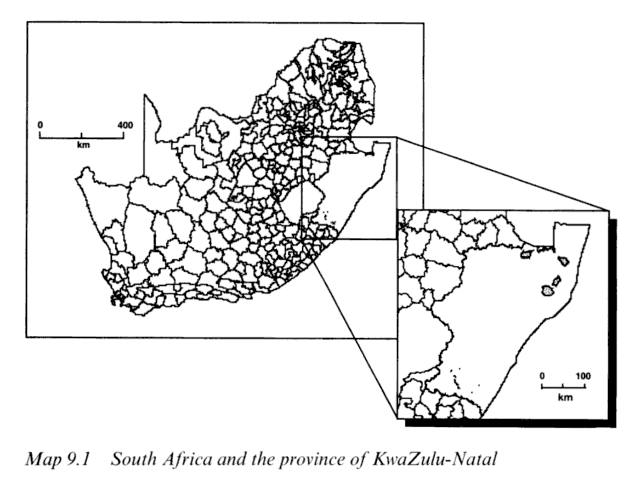 0 400
km
0 100
km
Map 9.1 South Africa and the province of KwaZulu-Natal